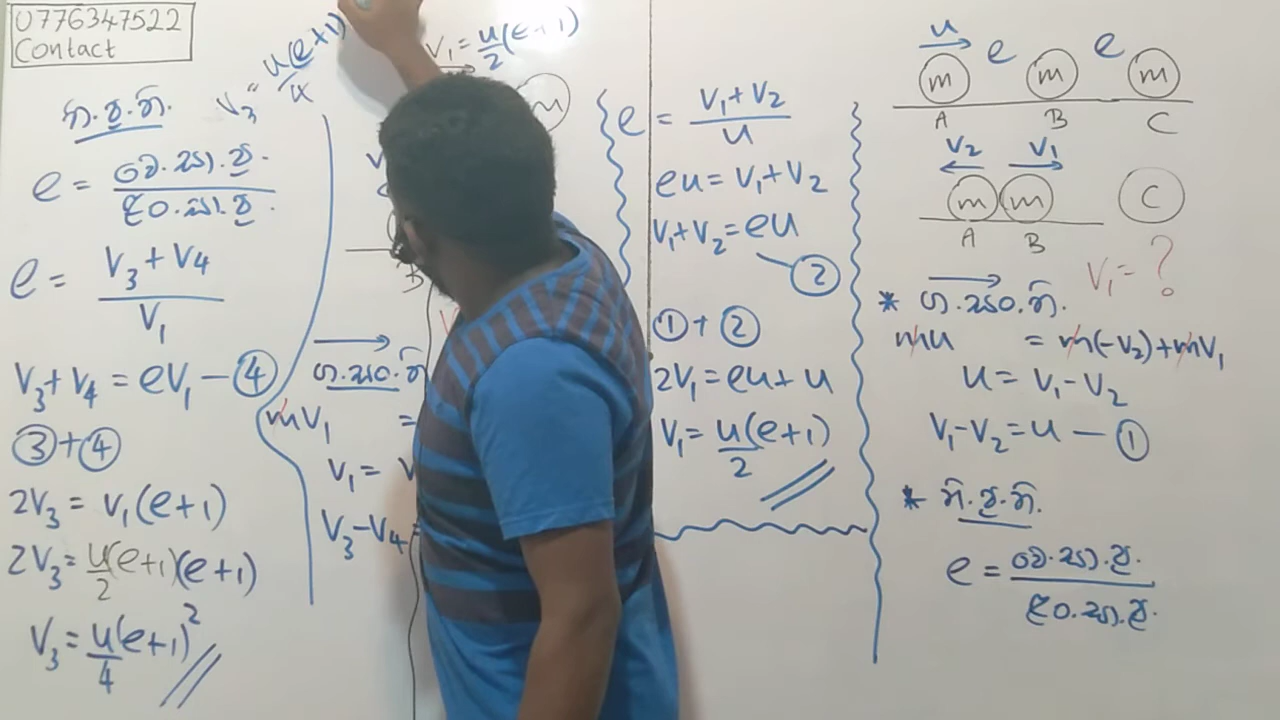 0776347522
Contact
න.ප.නි.
e = වෙ.සා.ප්‍ර. / ළං.සා.ප්‍ර.
e = V₃ + V₄ / V₁
V₃ + V₄ = eV₁ — ④
③ + ④
2V₃ = V₁(e+1)
2V₃ = u/2 (e+1)(e+1)
V₃ = u/4 (e+1)²
V₃ = u(e+1) / 4
V₁ = u/2 (e+1)
m
B
mV₁ =
V₁ =
V₃ - V₄ =
e = V₁ + V₂ / u
eu = V₁ + V₂
V₁ + V₂ = eu
②
① + ②
2V₁ = eu + u
V₁ = u(e+1) / 2
u
e e
m m m
A B C
V₂ V₁
m m C
A B
V₁ = ?
mu = m(-V₂) + mV₁
u = V₁ - V₂
V₁ - V₂ = u — ①
e = වෙ.සා.ප්‍ර. / ළං.සා.ප්‍ර.